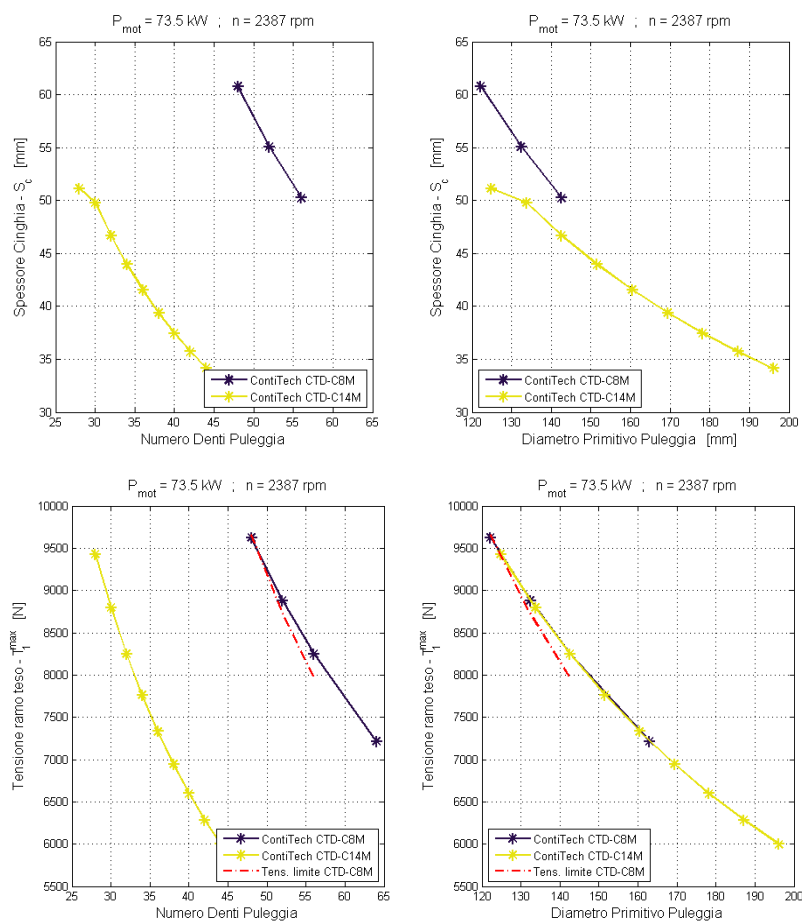 P_mot = 73.5 kW ; n = 2387 rpm
Spessore Cinghia - S_c [mm]
65
60
55
50
45
40
35
30
25 30 35 40 45 50 55 60 65
Numero Denti Puleggia
ContiTech CTD-C8M
ContiTech CTD-C14M
P_mot = 73.5 kW ; n = 2387 rpm
Spessore Cinghia - S_c [mm]
65
60
55
50
45
40
35
30
120 130 140 150 160 170 180 190 200
Diametro Primitivo Puleggia [mm]
ContiTech CTD-C8M
ContiTech CTD-C14M
P_mot = 73.5 kW ; n = 2387 rpm
Tensione ramo teso - T_1^max [N]
10000
9500
9000
8500
8000
7500
7000
6500
6000
5500
25 30 35 40 45 50 55 60 65
Numero Denti Puleggia
ContiTech CTD-C8M
ContiTech CTD-C14M
Tens. limite CTD-C8M
P_mot = 73.5 kW ; n = 2387 rpm
Tensione ramo teso - T_1^max [N]
10000
9500
9000
8500
8000
7500
7000
6500
6000
5500
120 130 140 150 160 170 180 190 200
Diametro Primitivo Puleggia [mm]
ContiTech CTD-C8M
ContiTech CTD-C14M
Tens. limite CTD-C8M